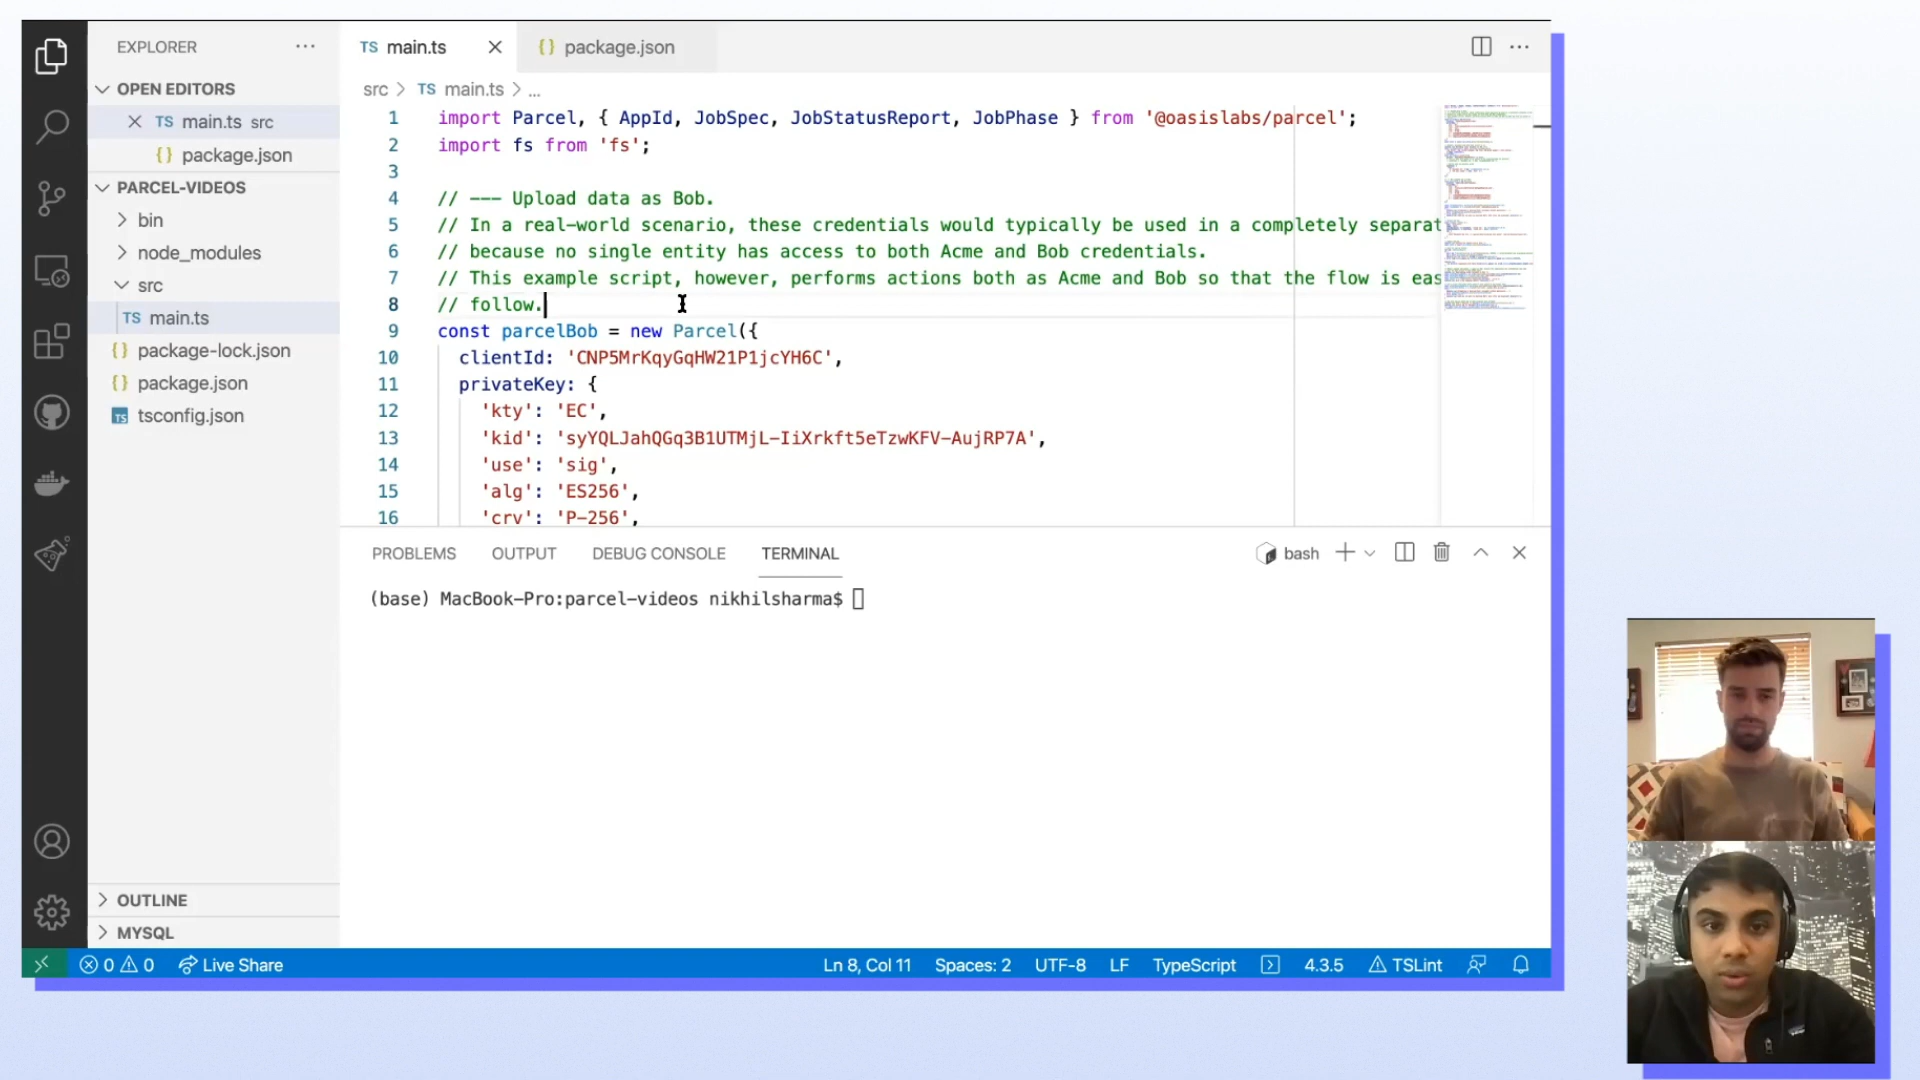 EXPLORER
OPEN EDITORS
TS main.ts src
{} package.json
PARCEL-VIDEOS
bin
node_modules
src
TS main.ts
{} package-lock.json
{} package.json
TS tsconfig.json
OUTLINE
MYSQL
TS main.ts
{} package.json
src > TS main.ts > ...
1 import Parcel, { AppId, JobSpec, JobStatusReport, JobPhase } from '@oasislabs/parcel';
2 import fs from 'fs';
3
4 // --- Upload data as Bob.
5 // In a real-world scenario, these credentials would typically be used in a completely separat
6 // because no single entity has access to both Acme and Bob credentials.
7 // This example script, however, performs actions both as Acme and Bob so that the flow is eas
8 // follow.
9 const parcelBob = new Parcel({
10 clientId: 'CNP5MrKqyGqHW21P1jcYH6C',
11 privateKey: {
12 'kty': 'EC',
13 'kid': 'syYQLJahQGq3B1UTMjL-IiXrkft5eTzwKFV-AujRP7A',
14 'use': 'sig',
15 'alg': 'ES256',
16 'crv': 'P-256',
PROBLEMS OUTPUT DEBUG CONSOLE TERMINAL bash
(base) MacBook-Pro:parcel-videos nikhilsharma$
0 0 Live Share Ln 8, Col 11 Spaces: 2 UTF-8 LF TypeScript 4.3.5 TSLint